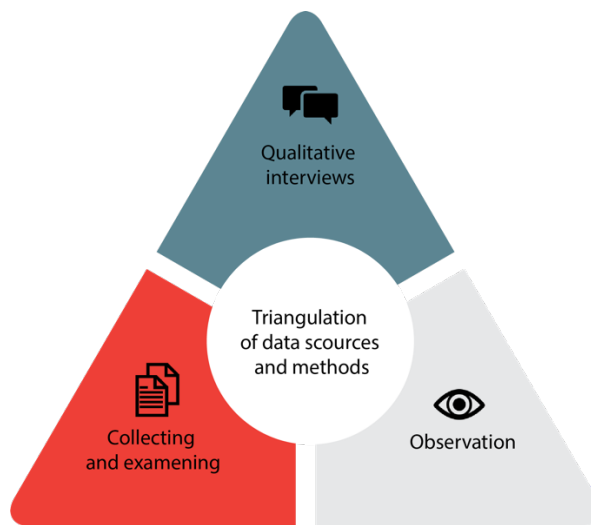 Qualitative
interviews
Triangulation
of data scources
and methods
Collecting
and examening
Observation